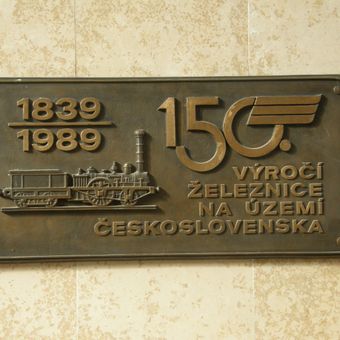 1839
1989
150.
VÝROČÍ
ŽELEZNICE
NA ÚZEMÍ
ČESKOSLOVENSKA